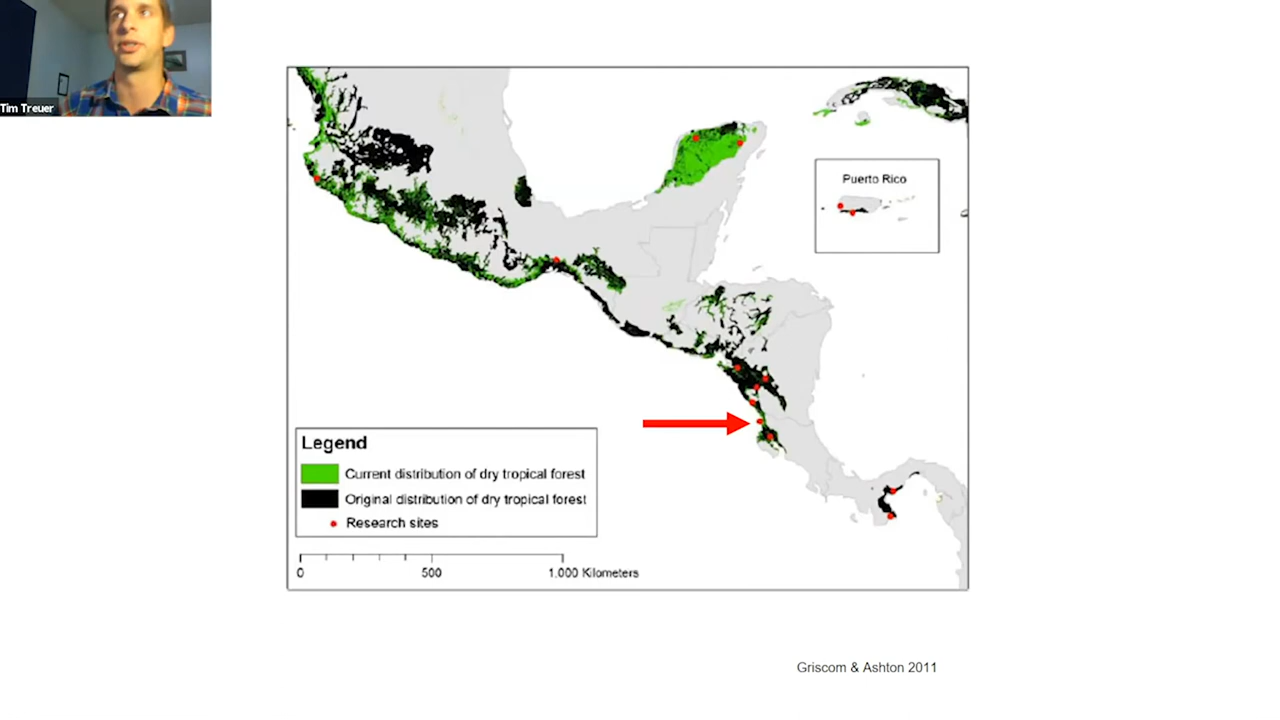 Tim Treuer
Puerto Rico
Legend
Current distribution of dry tropical forest
Original distribution of dry tropical forest
Research sites
0 500 1,000 Kilometers
Griscom & Ashton 2011